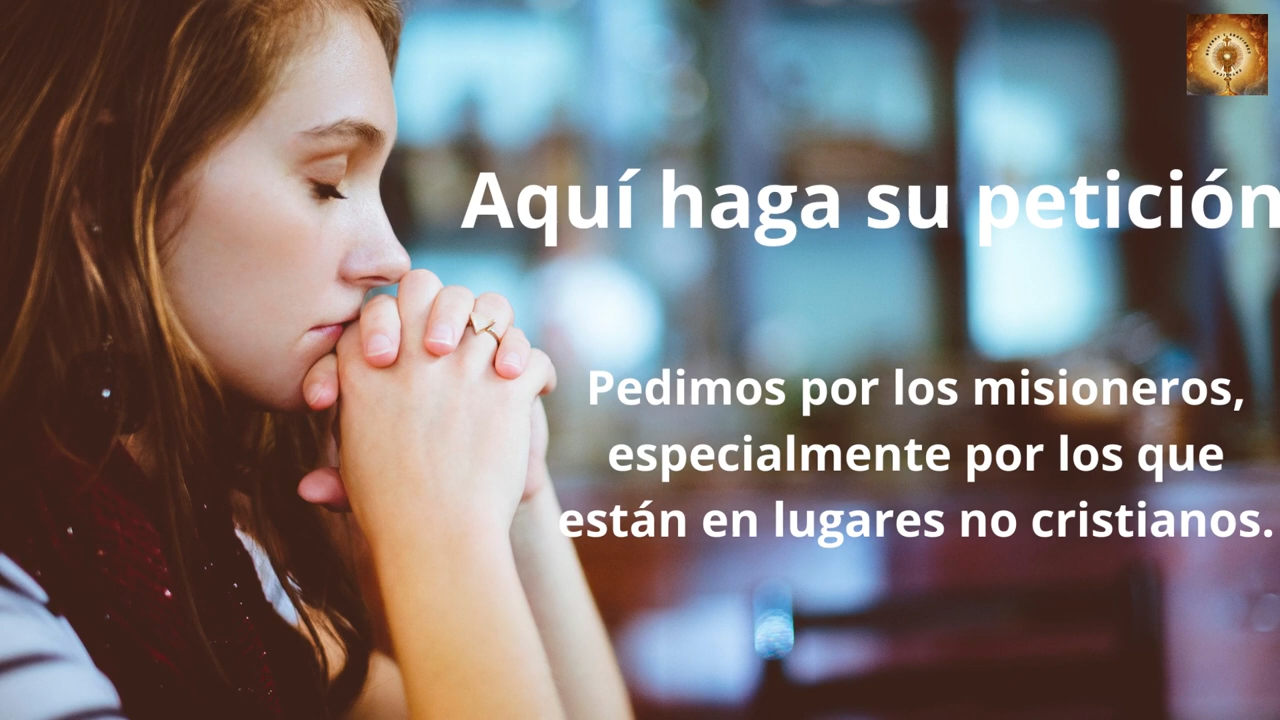 Aquí haga su petición
Pedimos por los misioneros,
especialmente por los que
están en lugares no cristianos.